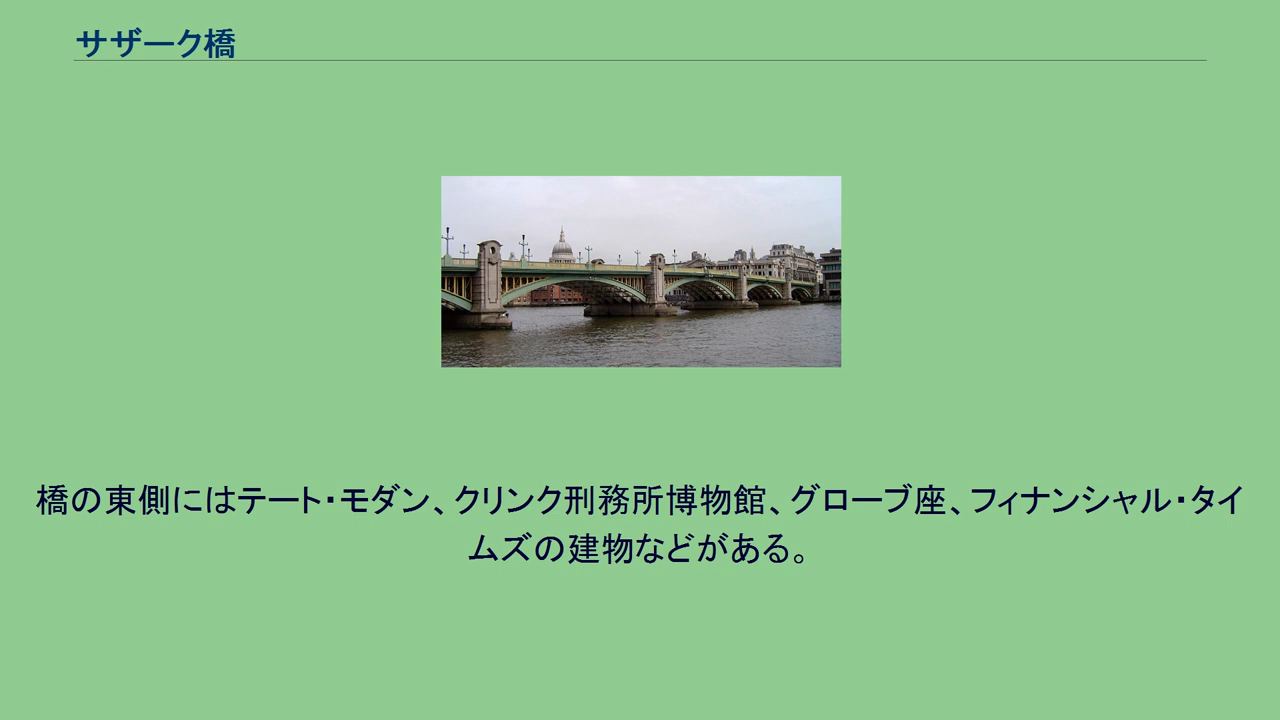 サザーク橋
橋の東側にはテート・モダン、クリンク刑務所博物館、グローブ座、フィナンシャル・タイ
ムズの建物などがある。